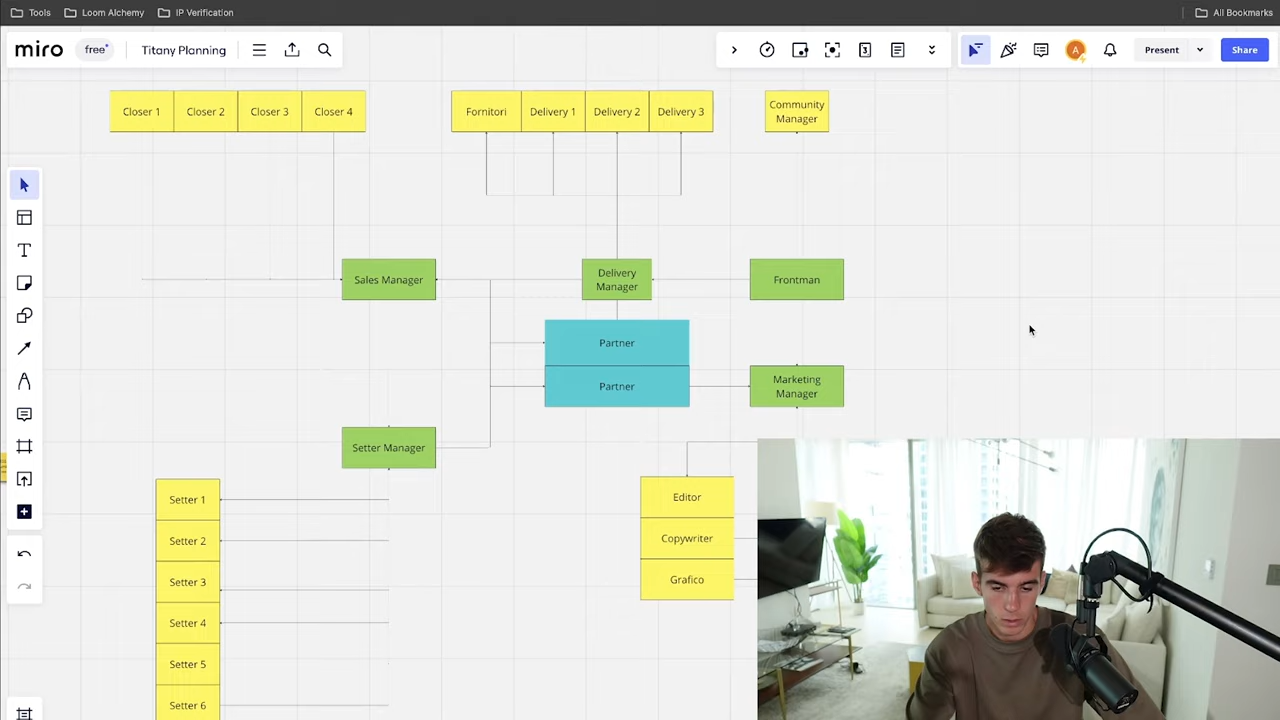 Tools
Loom Alchemy
IP Verification
All Bookmarks
miro
free
Titany Planning
3
A
Present
Share
Closer 1
Closer 2
Closer 3
Closer 4
Fornitori
Delivery 1
Delivery 2
Delivery 3
Community
Manager
Sales Manager
Delivery
Manager
Frontman
Partner
Partner
Marketing
Manager
Setter Manager
Setter 1
Setter 2
Setter 3
Setter 4
Setter 5
Setter 6
Editor
Copywriter
Grafico